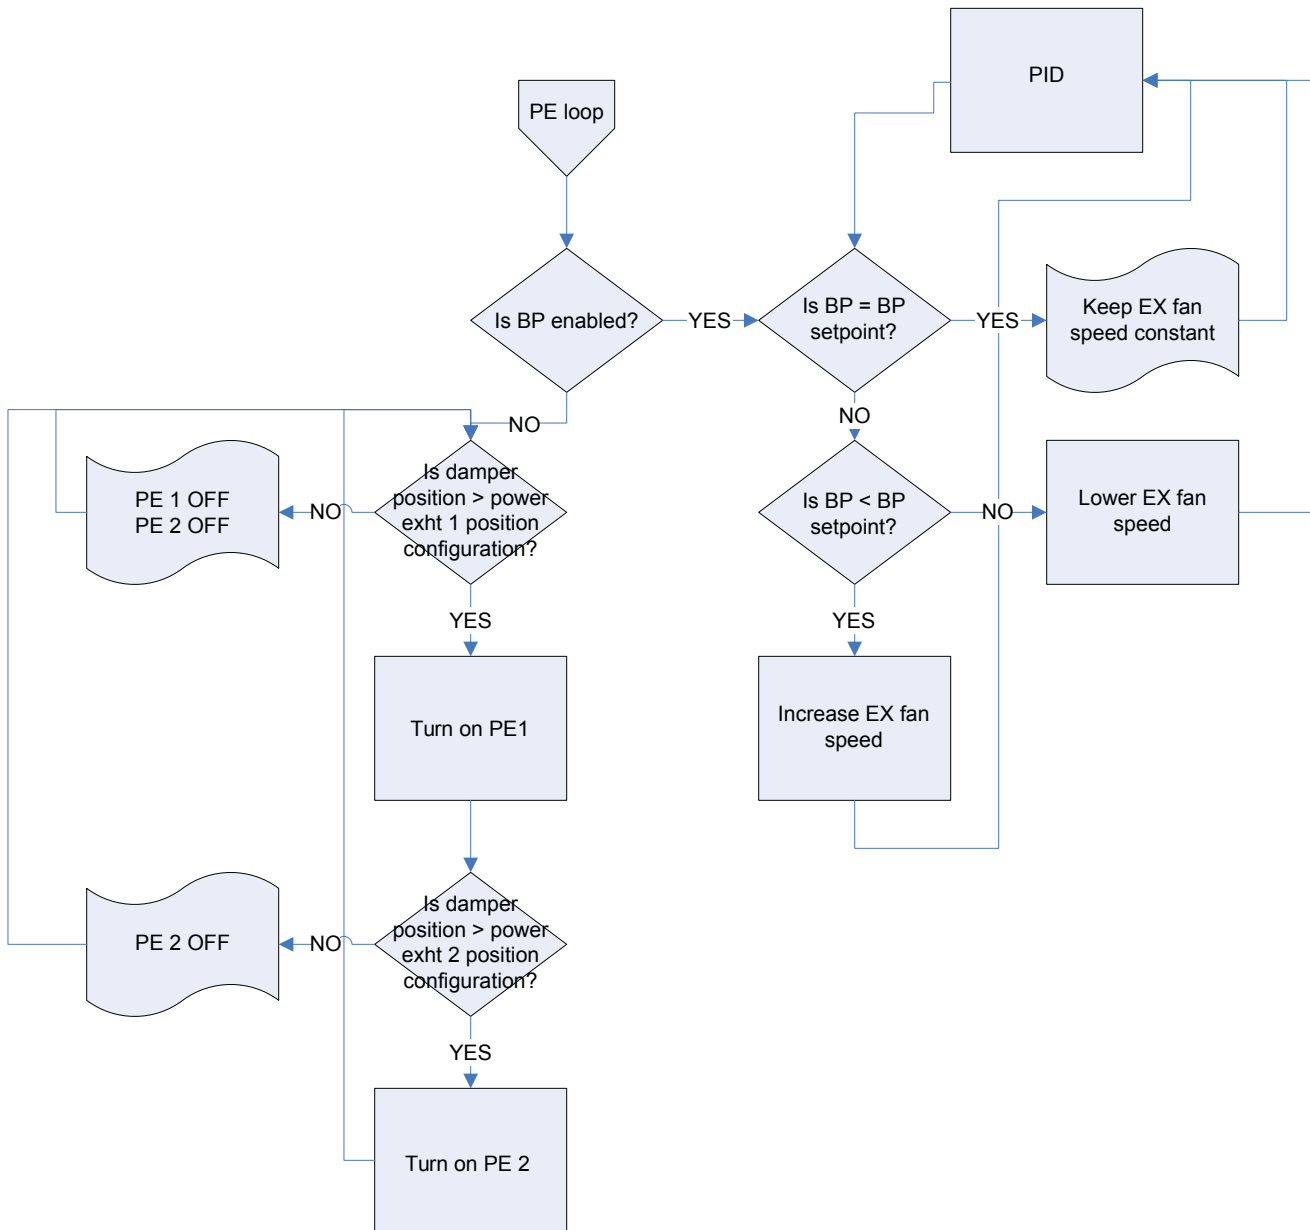 PID
PE loop
Is BP enabled?
YES
Is BP = BP
setpoint?
YES
Keep EX fan
speed constant
NO
NO
Is damper
position > power
exht 1 position
configuration?
NO
PE 1 OFF
PE 2 OFF
Is BP < BP
setpoint?
NO
Lower EX fan
speed
YES
YES
Turn on PE1
Increase EX fan
speed
Is damper
position > power
exht 2 position
configuration?
NO
PE 2 OFF
YES
Turn on PE 2